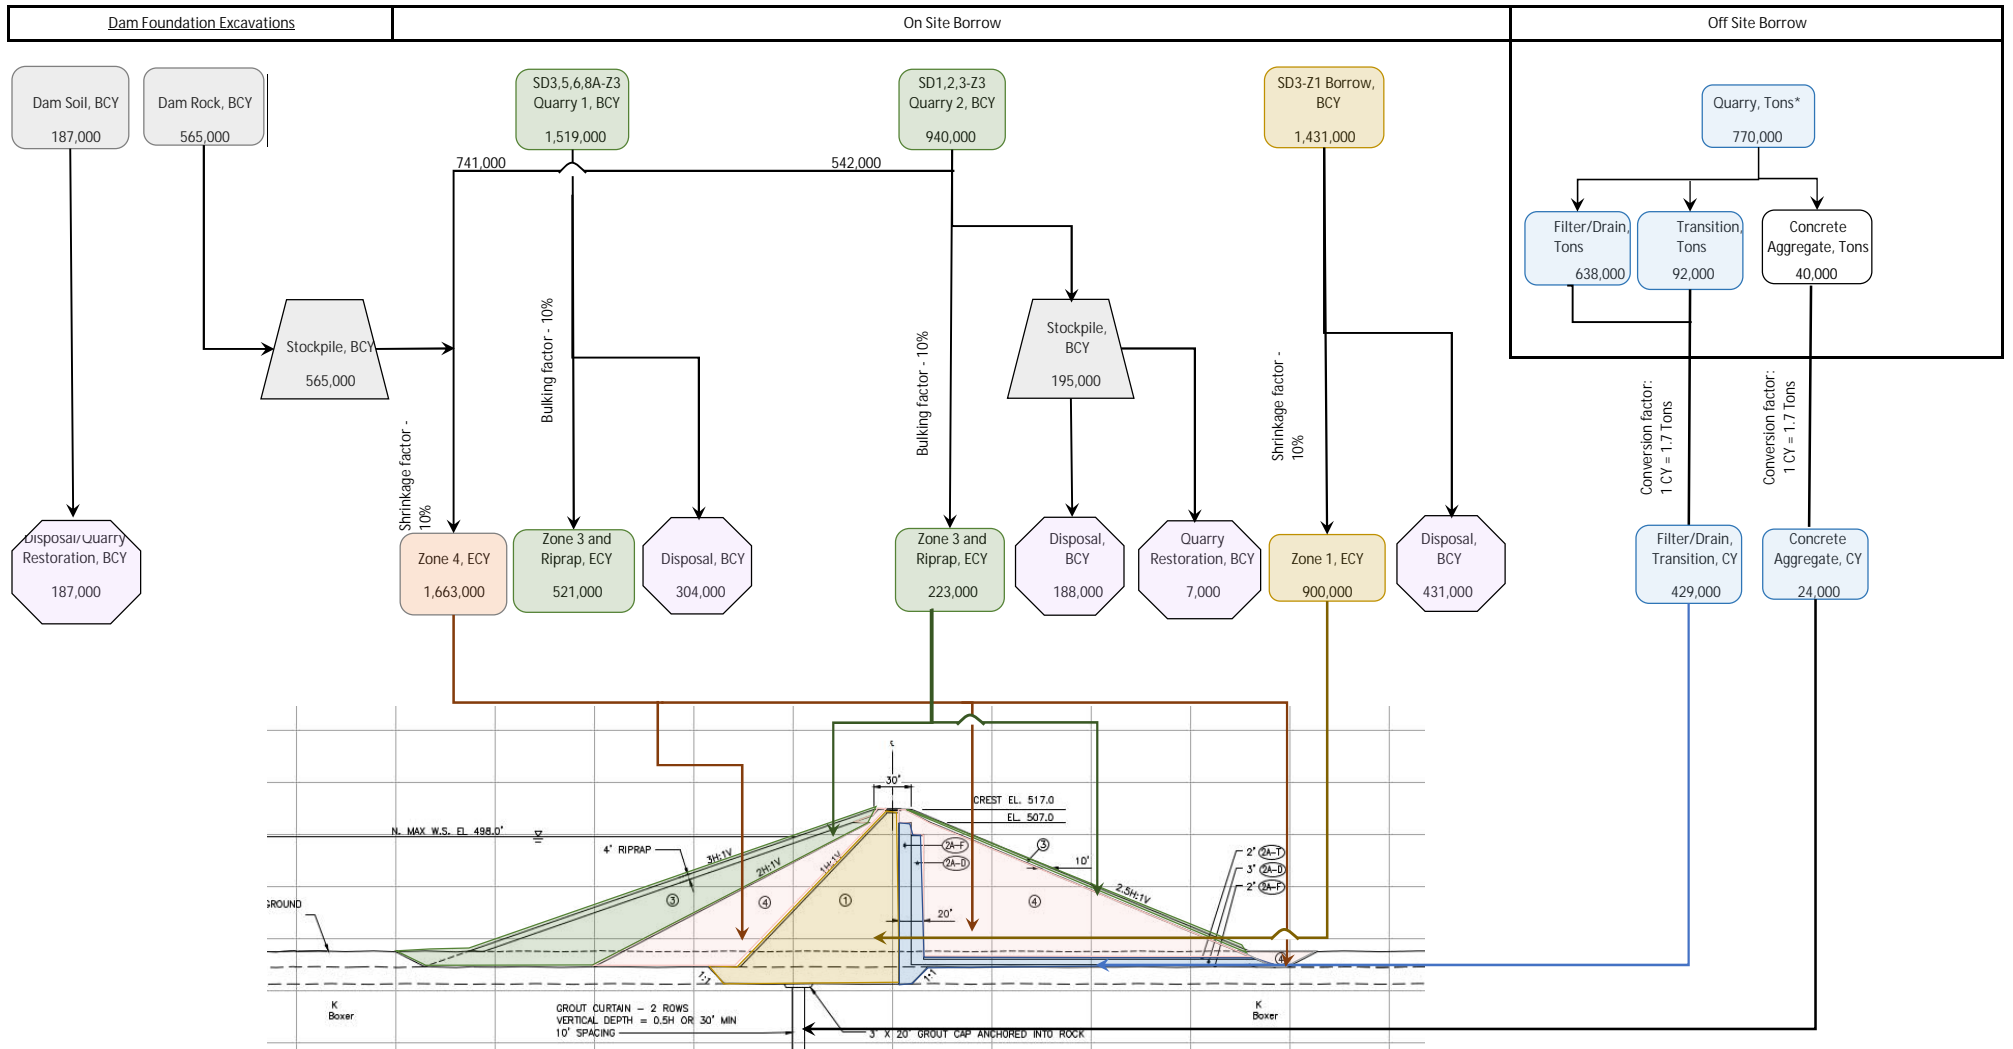 Dam Foundation Excavations
On Site Borrow
Off Site Borrow
Dam Soil, BCY
187,000
Dam Rock, BCY
565,000
SD3,5,6,8A-Z3
Quarry 1, BCY
1,519,000
SD1,2,3-Z3
Quarry 2, BCY
940,000
SD3-Z1 Borrow,
BCY
1,431,000
Quarry, Tons*
770,000
741,000
542,000
Filter/Drain,
Tons
638,000
Transition,
Tons
92,000
Concrete
Aggregate, Tons
40,000
Stockpile, BCY
565,000
Stockpile,
BCY
195,000
Shrinkage factor -
10%
Bulking factor - 10%
Bulking factor - 10%
Shrinkage factor -
10%
Conversion factor:
1 CY = 1.7 Tons
Conversion factor:
1 CY = 1.7 Tons
Disposal/Quarry
Restoration, BCY
187,000
Zone 4, ECY
1,663,000
Zone 3 and
Riprap, ECY
521,000
Disposal, BCY
304,000
Zone 3 and
Riprap, ECY
223,000
Disposal,
BCY
188,000
Quarry
Restoration, BCY
7,000
Zone 1, ECY
900,000
Disposal,
BCY
431,000
Filter/Drain,
Transition, CY
429,000
Concrete
Aggregate, CY
24,000
30'
CREST EL. 517.0
EL. 507.0
N. MAX W.S. EL 498.0'
4' RIPRAP
3H:1V
2H:1V
1H:1V
2A-F
2A-D
3
10'
2.5H:1V
2' 2A-T
3' 2A-D
2' 2A-F
3
4
1
4
20'
GROUND
4
1:1
1:1
K
Boxer
GROUT CURTAIN – 2 ROWS
VERTICAL DEPTH = 0.5H OR 30' MIN
10' SPACING
3' X 20' GROUT CAP ANCHORED INTO ROCK
K
Boxer